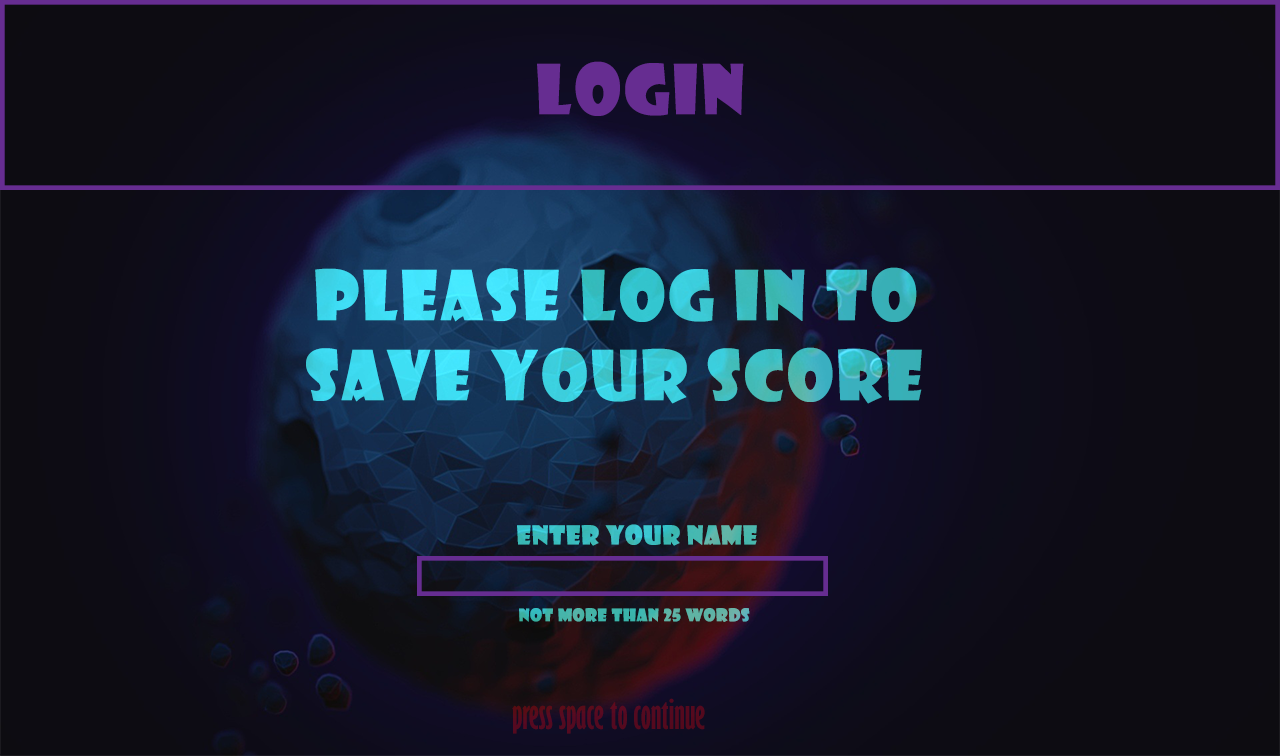 LOGIN
PLEASE LOG IN TO
SAVE YOUR SCORE
ENTER YOUR NAME
NOT MORE THAN 25 WORDS
press space to continue